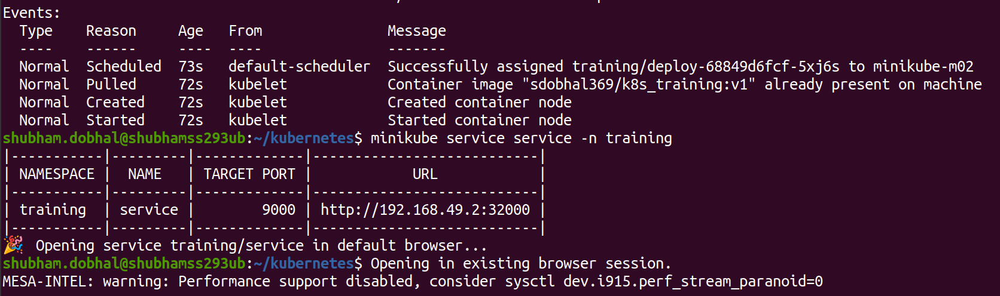 Events:
  Type    Reason     Age   From               Message
  ----    ------     ----  ----               -------
  Normal  Scheduled  73s   default-scheduler  Successfully assigned training/deploy-68849d6fcf-5xj6s to minikube-m02
  Normal  Pulled     72s   kubelet            Container image "sdobhal369/k8s_training:v1" already present on machine
  Normal  Created    72s   kubelet            Created container node
  Normal  Started    72s   kubelet            Started container node
shubham.dobhal@shubhamss293ub:~/kubernetes$ minikube service service -n training
|-----------|---------|-------------|---------------------------|
| NAMESPACE |  NAME   | TARGET PORT |            URL            |
|-----------|---------|-------------|---------------------------|
| training  | service |        9000 | http://192.168.49.2:32000 |
|-----------|---------|-------------|---------------------------|
🎉  Opening service training/service in default browser...
shubham.dobhal@shubhamss293ub:~/kubernetes$ Opening in existing browser session.
MESA-INTEL: warning: Performance support disabled, consider sysctl dev.i915.perf_stream_paranoid=0